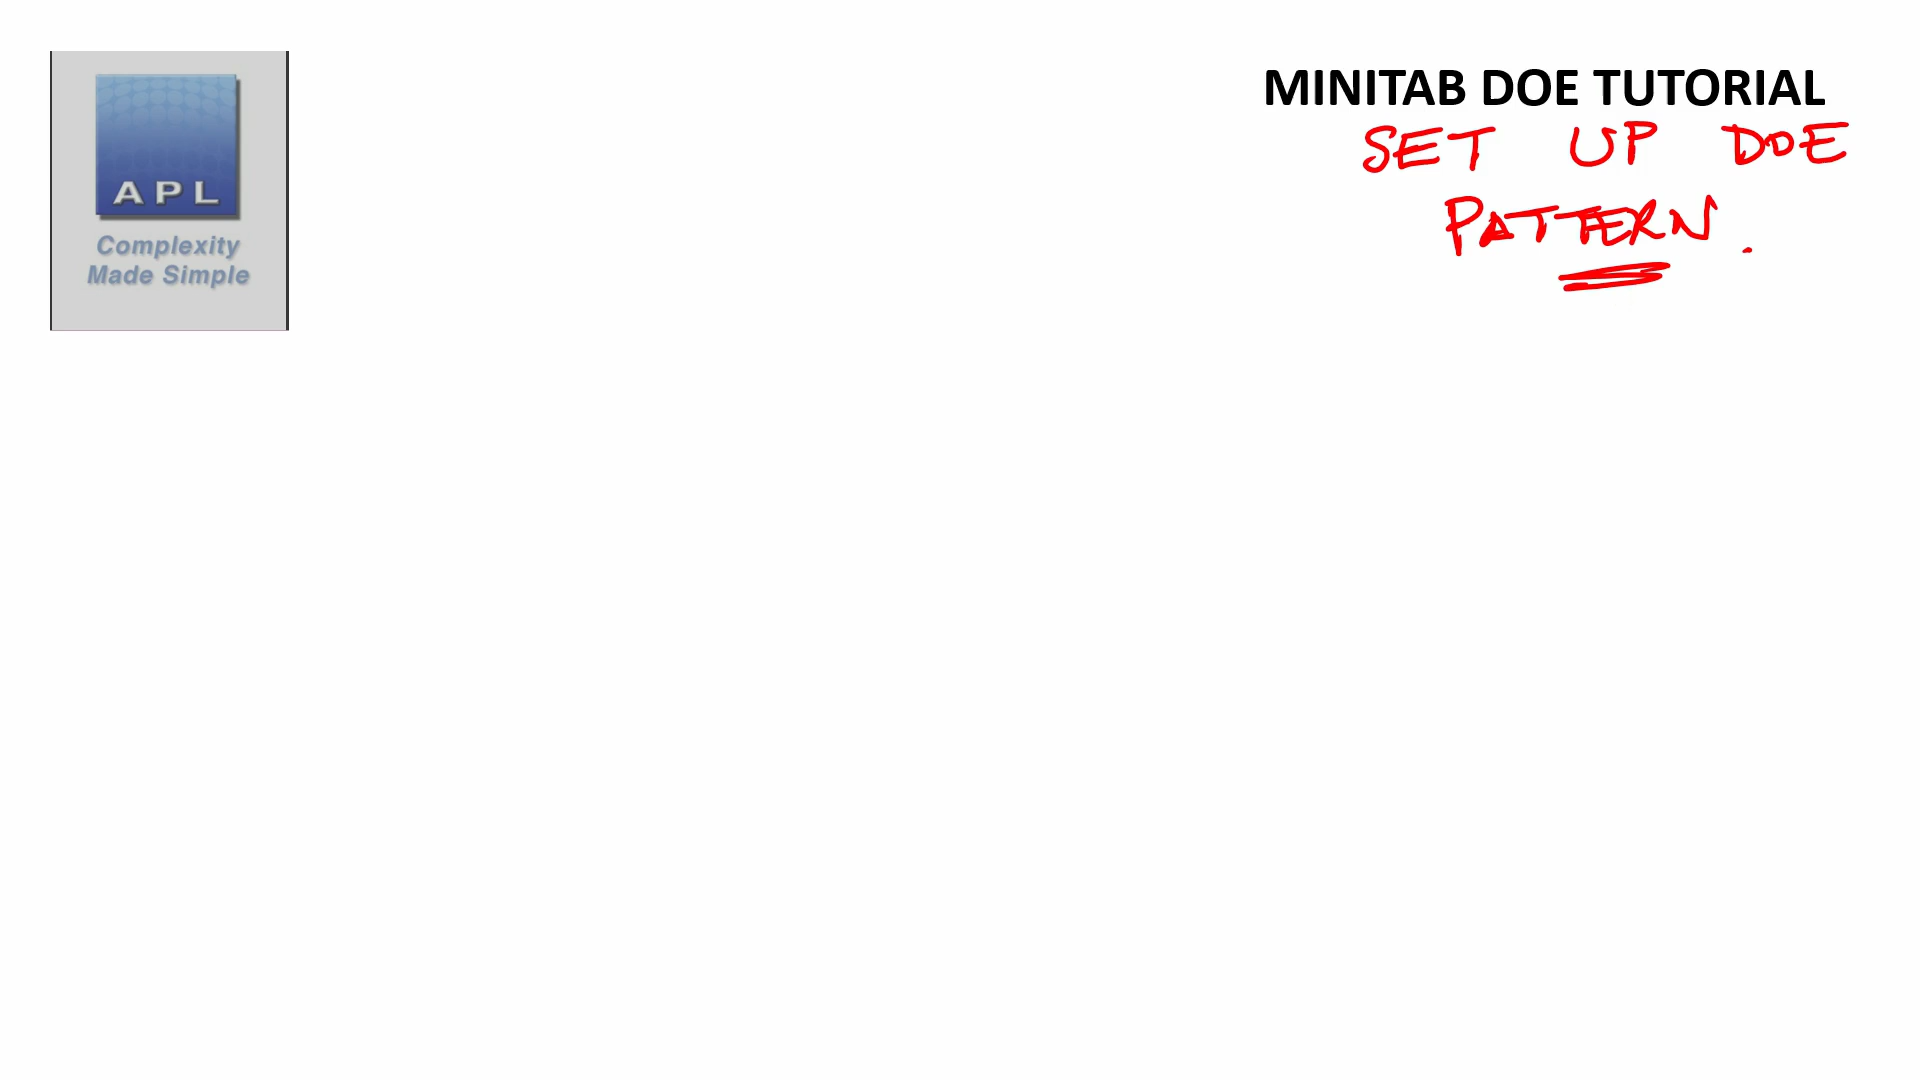 MINITAB DOE TUTORIAL
SET UP DOE
PATTERN.
APL
Complexity
Made Simple